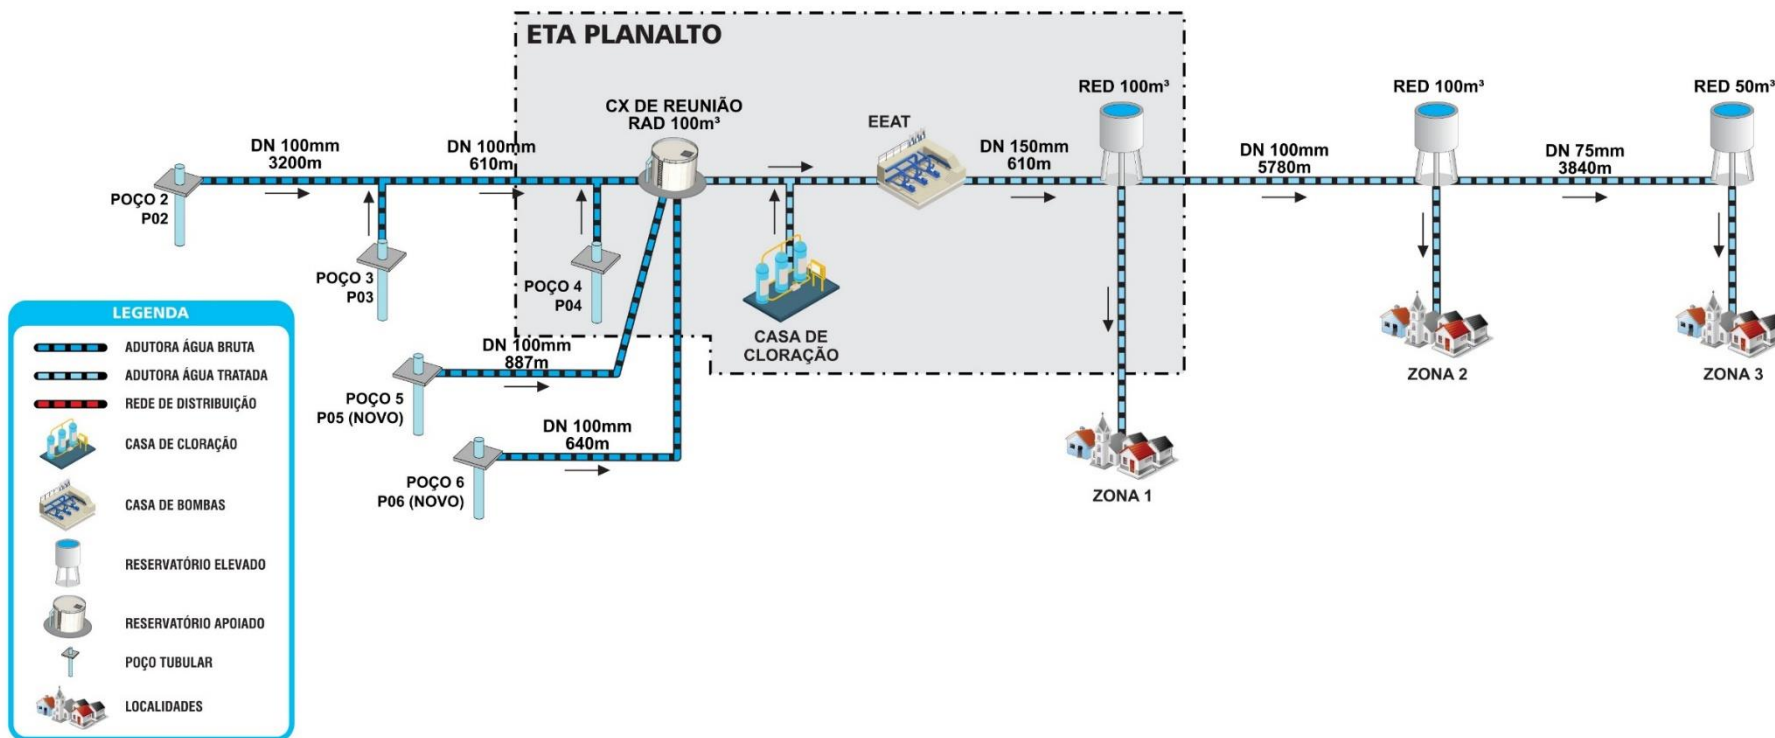 ETA PLANALTO
RED 100m³
RED 100m³
RED 50m³
CX DE REUNIÃO
RAD 100m³
EEAT
DN 100mm
3200m
DN 100mm
610m
DN 150mm
610m
DN 100mm
5780m
DN 75mm
3840m
POÇO 2
P02
POÇO 3
P03
POÇO 4
P04
CASA DE
CLORAÇÃO
DN 100mm
887m
POÇO 5
P05 (NOVO)
DN 100mm
640m
POÇO 6
P06 (NOVO)
ZONA 1
ZONA 2
ZONA 3
LEGENDA
ADUTORA ÁGUA BRUTA
ADUTORA ÁGUA TRATADA
REDE DE DISTRIBUIÇÃO
CASA DE CLORAÇÃO
CASA DE BOMBAS
RESERVATÓRIO ELEVADO
RESERVATÓRIO APOIADO
POÇO TUBULAR
LOCALIDADES